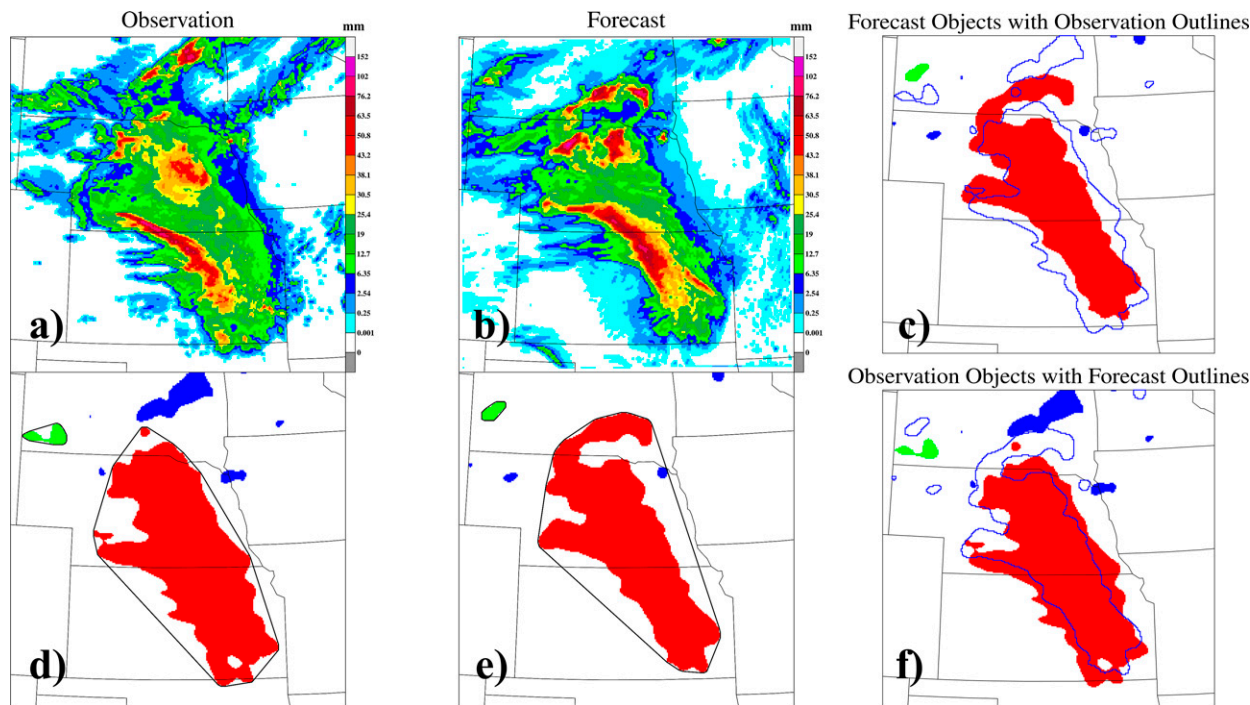 Observation
mm
152
102
76.2
63.5
50.8
43.2
38.1
30.5
25.4
19
12.7
6.35
2.54
0.25
0.001
0
a)
Forecast
mm
152
102
76.2
63.5
50.8
43.2
38.1
30.5
25.4
19
12.7
6.35
2.54
0.25
0.001
0
b)
Forecast Objects with Observation Outlines
c)
d)
e)
Observation Objects with Forecast Outlines
f)